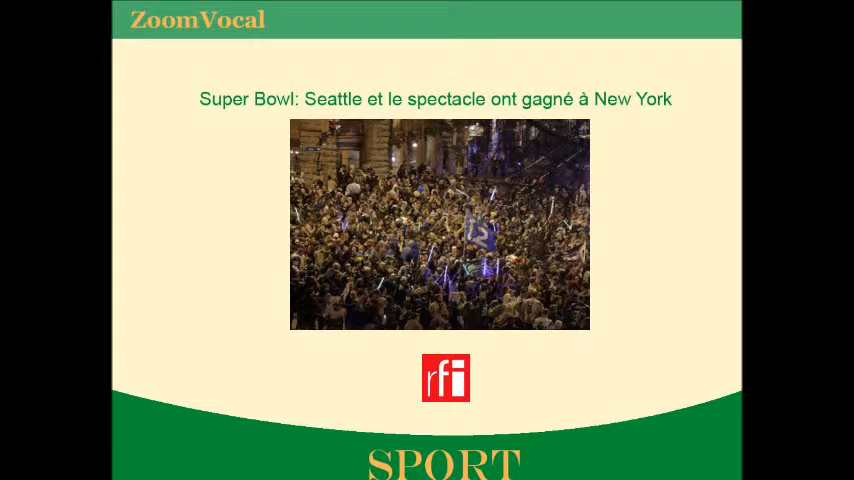 ZoomVocal
Super Bowl: Seattle et le spectacle ont gagné à New York
12
rfi
SPORT